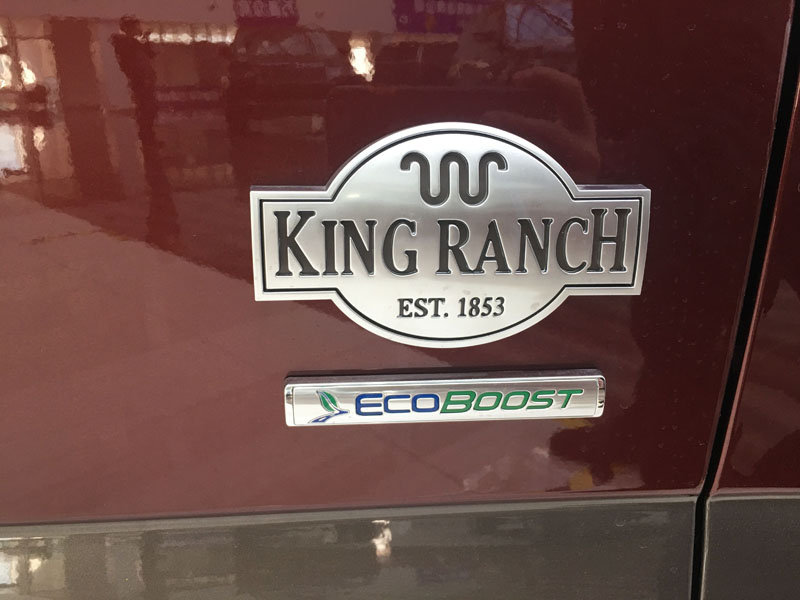 KING RANCH
EST. 1853
ECOBOOST